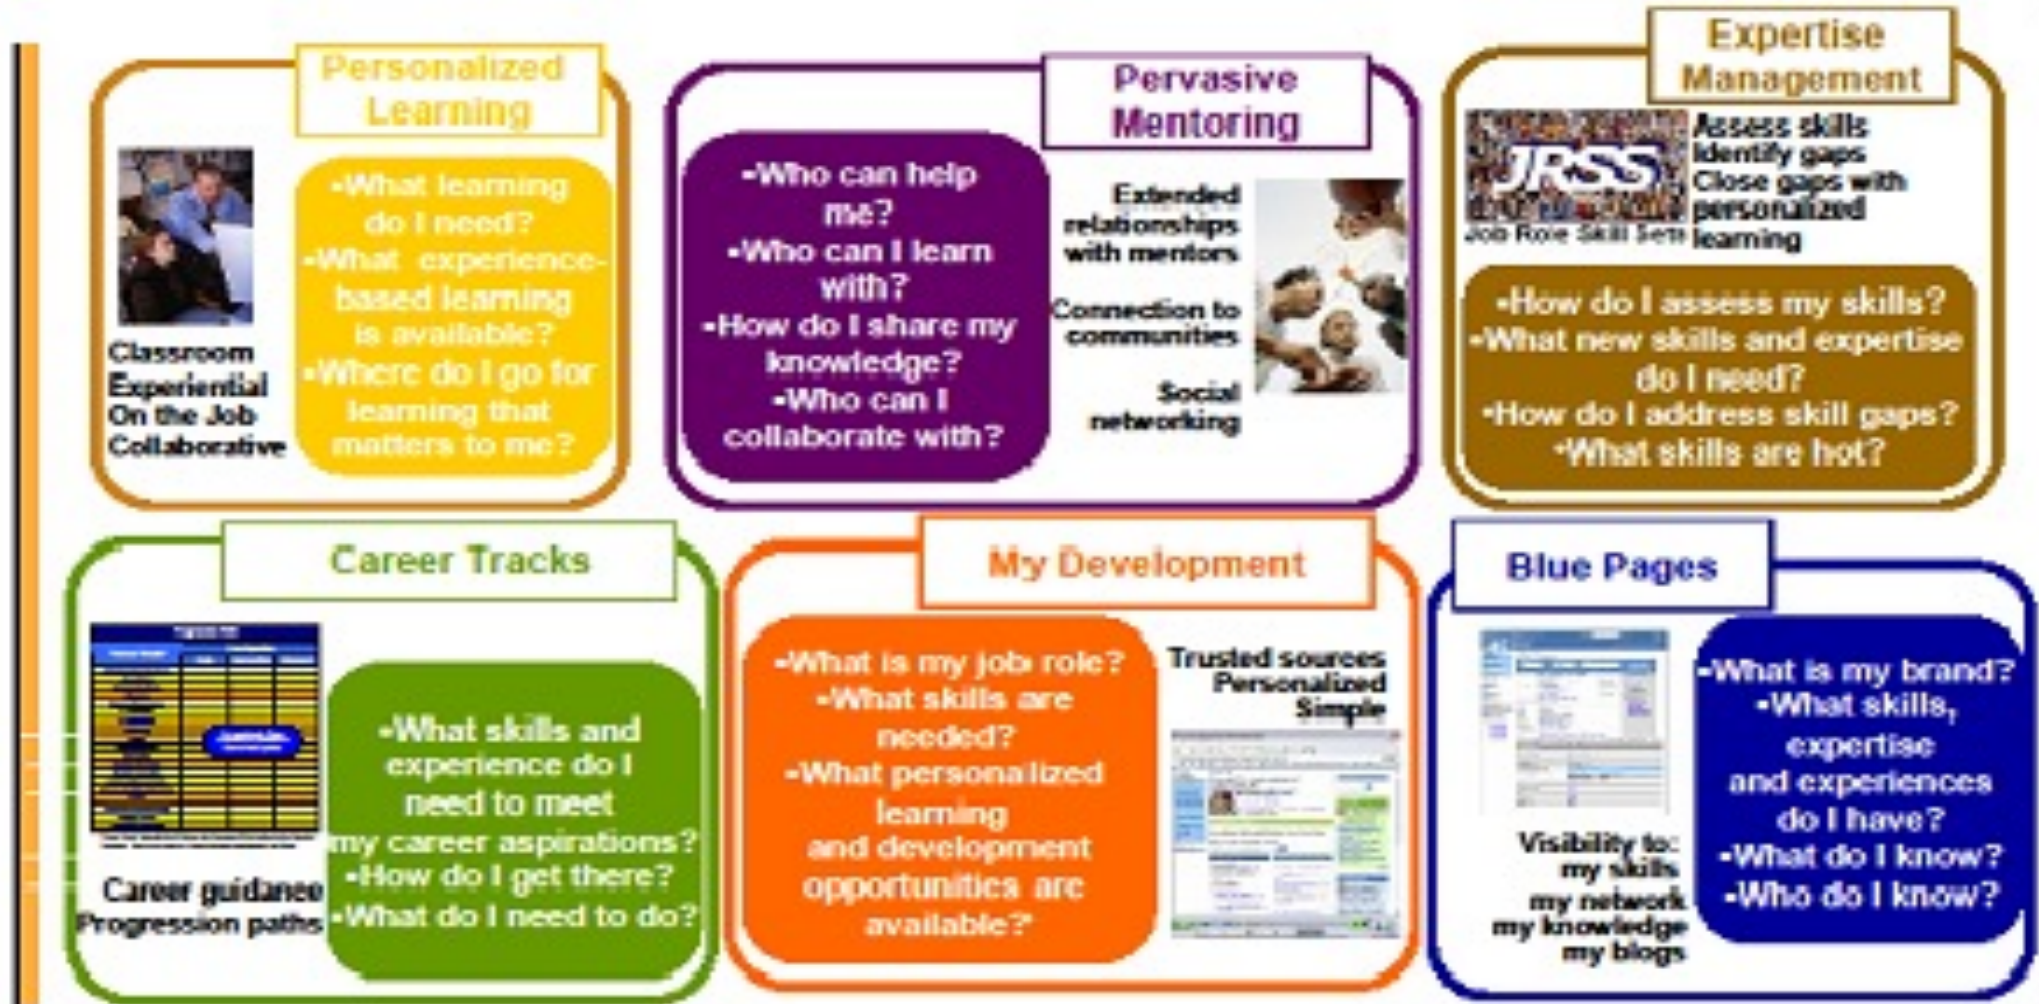 Personalized
Learning
▪What learning
do I need?
▪What experience-
based learning
is available?
▪Where do I go for
learning that
matters to me?
Classroom
Experiential
On the Job
Collaborative
Pervasive
Mentoring
▪Who can help
me?
▪Who can I learn
with?
▪How do I share my
knowledge?
▪Who can I
collaborate with?
Extended
relationships
with mentors
Connection to
communities
Social
networking
Expertise
Management
JRSS
Job Role Skill Sets
Assess skills
Identify gaps
Close gaps with
personalized
learning
▪How do I assess my skills?
▪What new skills and expertise
do I need?
▪How do I address skill gaps?
▪What skills are hot?
Career Tracks
▪What skills and
experience do I
need to meet
my career aspirations?
▪How do I get there?
▪What do I need to do?
Career guidance
Progression paths
My Development
▪What is my job role?
▪What skills are
needed?
▪What personalized
learning
and development
opportunities are
available?
Trusted sources
Personalized
Simple
Blue Pages
▪What is my brand?
▪What skills,
expertise
and experiences
do I have?
▪What do I know?
▪Who do I know?
Visibility to:
my skills
my network
my knowledge
my blogs